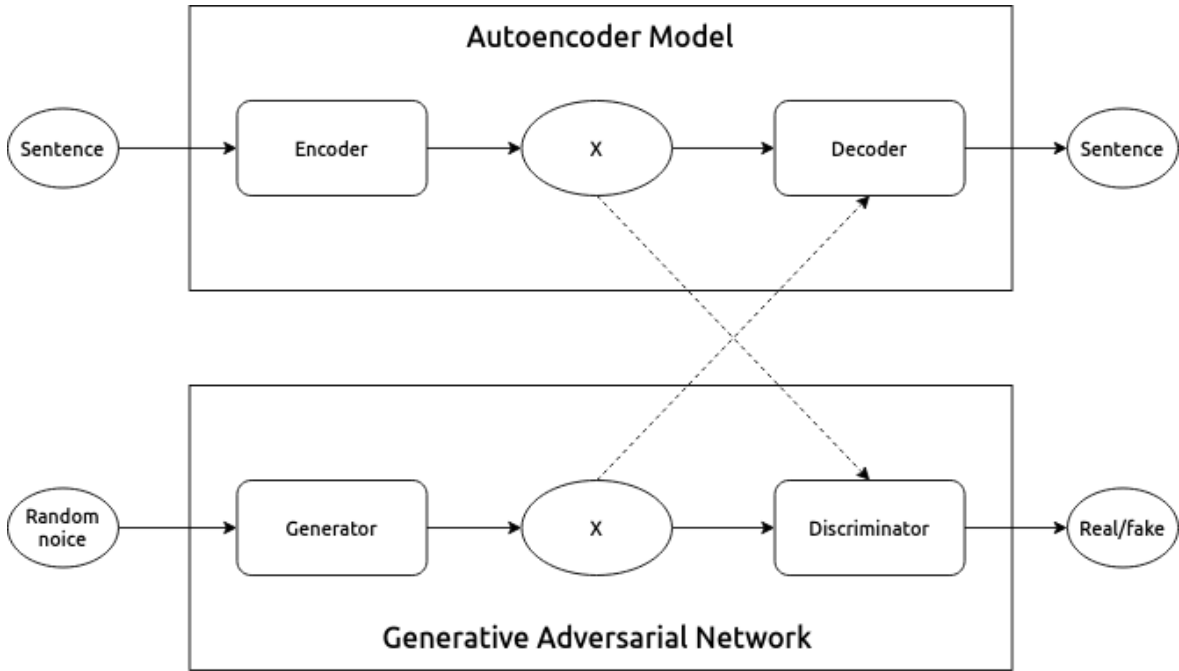 Autoencoder Model
Sentence
Encoder
X
Decoder
Sentence
Random
noice
Generator
X
Discriminator
Real/fake
Generative Adversarial Network